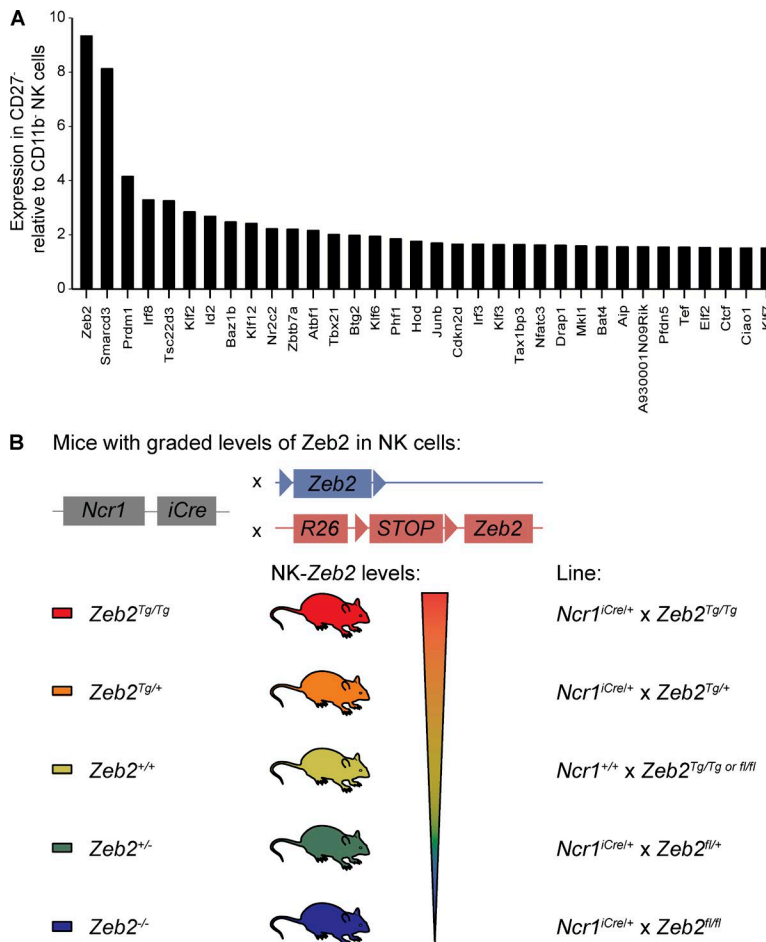 A
Expression in CD27-
relative to CD11b- NK cells
10
8
6
4
2
0
Zeb2
Smarcd3
Prdm1
Irf8
Tsc22d3
Klf2
Id2
Baz1b
Klf12
Nr2c2
Zbtb7a
Atbf1
Tbx21
Btg2
Klf6
Phf1
Hod
Junb
Cdkn2d
Irf3
Klf3
Tax1bp3
Nfatc3
Drap1
Mkl1
Bat4
Aip
A930001N09Rik
Pfdn5
Tef
Elf2
Ctcf
Ciao1
Klf7
B Mice with graded levels of Zeb2 in NK cells:
x Zeb2
Ncr1 iCre
x R26 STOP Zeb2
NK-Zeb2 levels: Line:
Zeb2Tg/Tg Ncr1iCre/+ x Zeb2Tg/Tg
Zeb2Tg/+ Ncr1iCre/+ x Zeb2Tg/+
Zeb2+/+ Ncr1+/+ x Zeb2Tg/Tg or fl/fl
Zeb2+/- Ncr1iCre/+ x Zeb2fl/+
Zeb2-/- Ncr1iCre/+ x Zeb2fl/fl